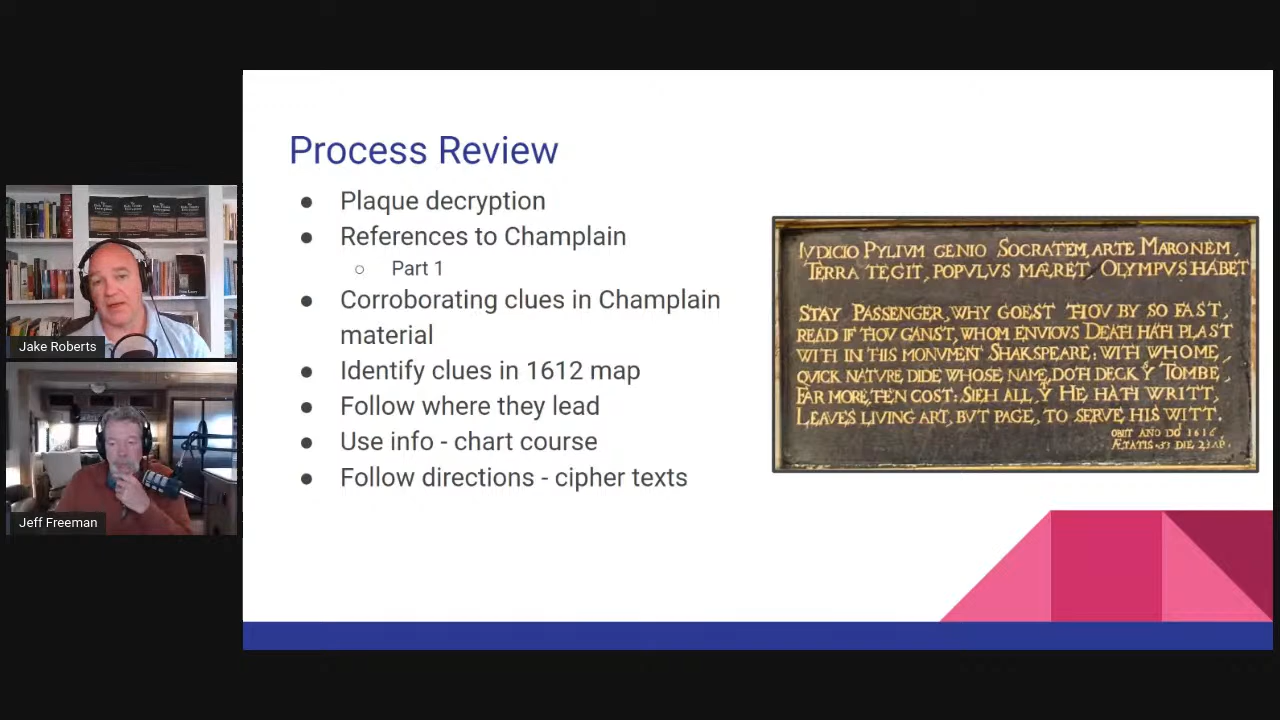 Process Review
● Plaque decryption
● References to Champlain
○ Part 1
● Corroborating clues in Champlain
material
● Identify clues in 1612 map
● Follow where they lead
● Use info - chart course
● Follow directions - cipher texts
IVDICIO PYLIVM GENIO SOCRATEM, ARTE MARONEM,
TERRA TEGIT, POPVLVS MÆRET, OLYMPVS HABET
STAY PASSENGER, WHY GOEST THOV BY SO FAST,
READ IF THOV CANST, WHOM ENVIOVS DEATH HATH PLAST
WITH IN THIS MONVMENT SHAKSPEARE: WITH WHOME,
QVICK NATVRE DIDE WHOSE NAME, DOTH DECK Y TOMBE,
FAR MORE, THEN COST: SIEH ALL, Y HE HATH WRITT,
LEAVES LIVING ART, BVT PAGE, TO SERVE HIS WITT.
OBIIT AÑO DO 1616
ÆTATIS 53 DIE 23 AP.
Jake Roberts
Jeff Freeman